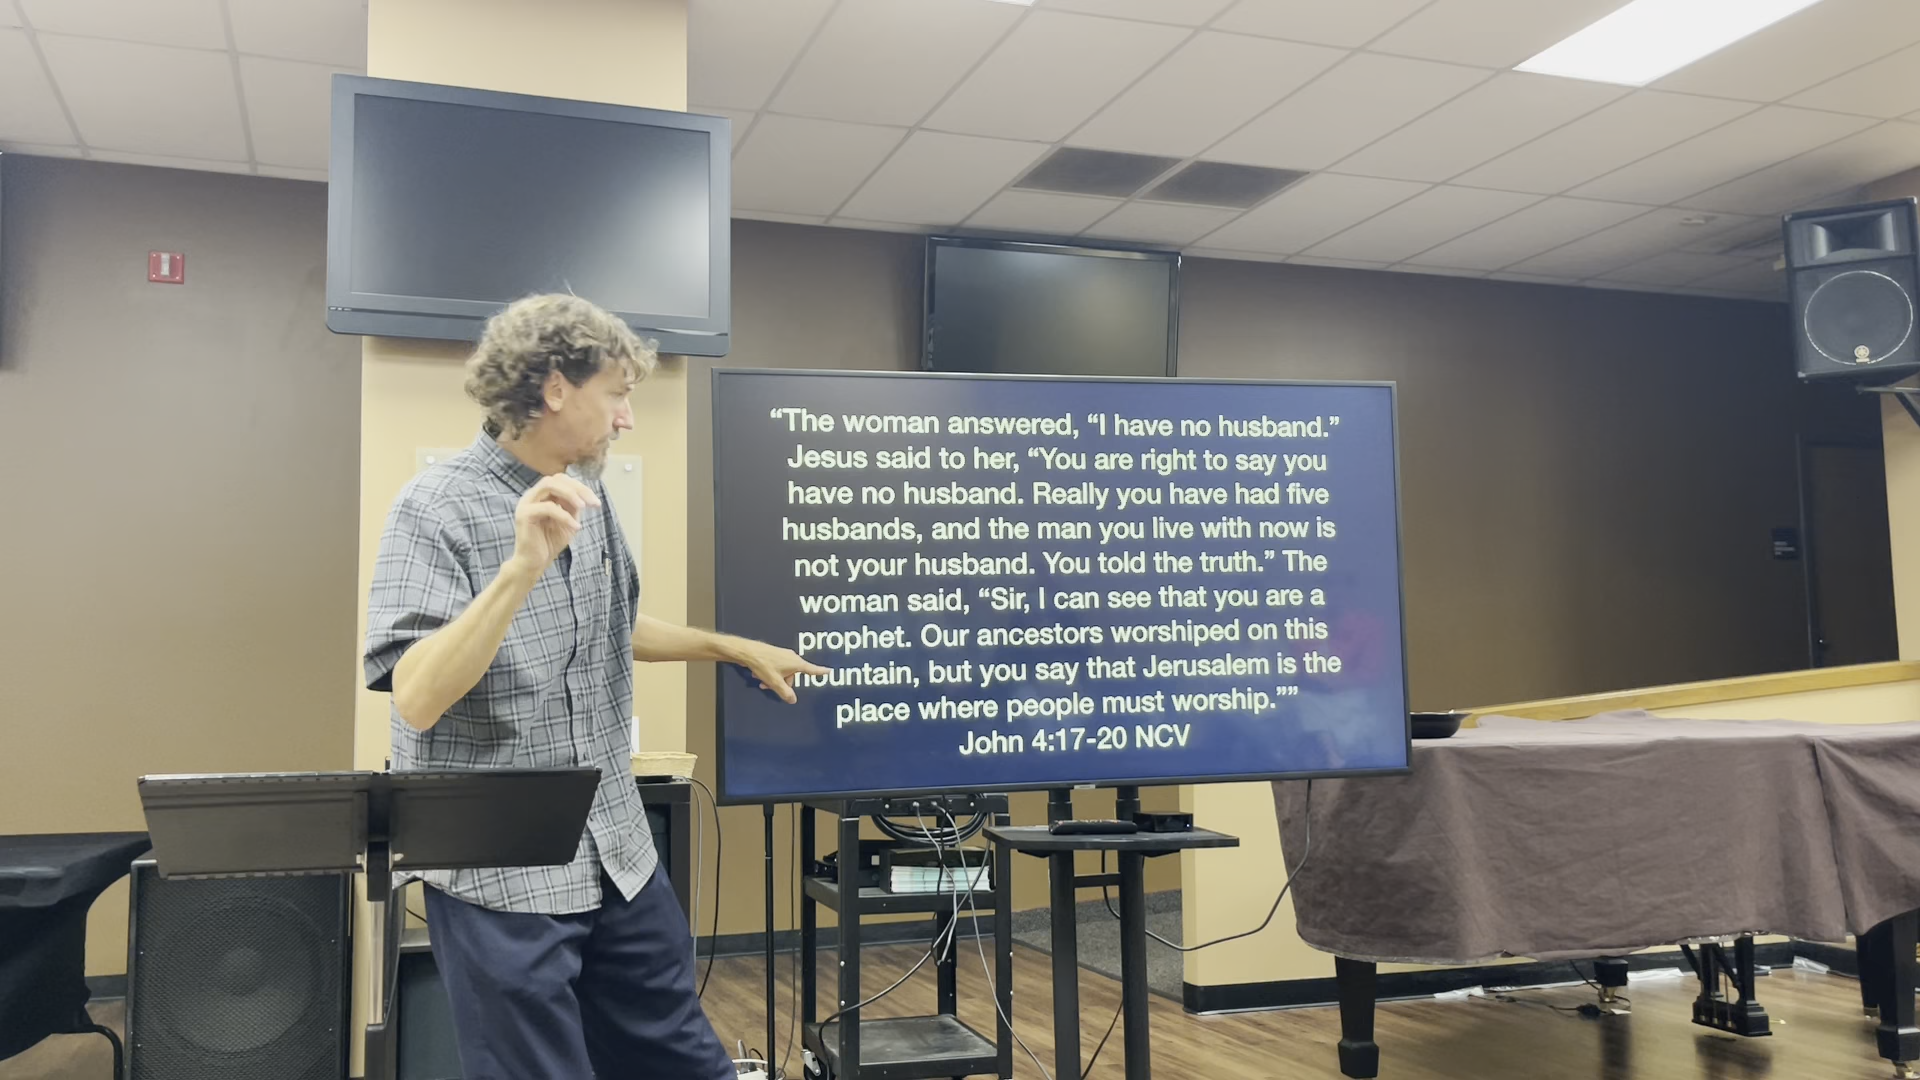 “The woman answered, “I have no husband.”
Jesus said to her, “You are right to say you
have no husband. Really you have had five
husbands, and the man you live with now is
not your husband. You told the truth.” The
woman said, “Sir, I can see that you are a
prophet. Our ancestors worshiped on this
mountain, but you say that Jerusalem is the
place where people must worship.””
John 4:17-20 NCV